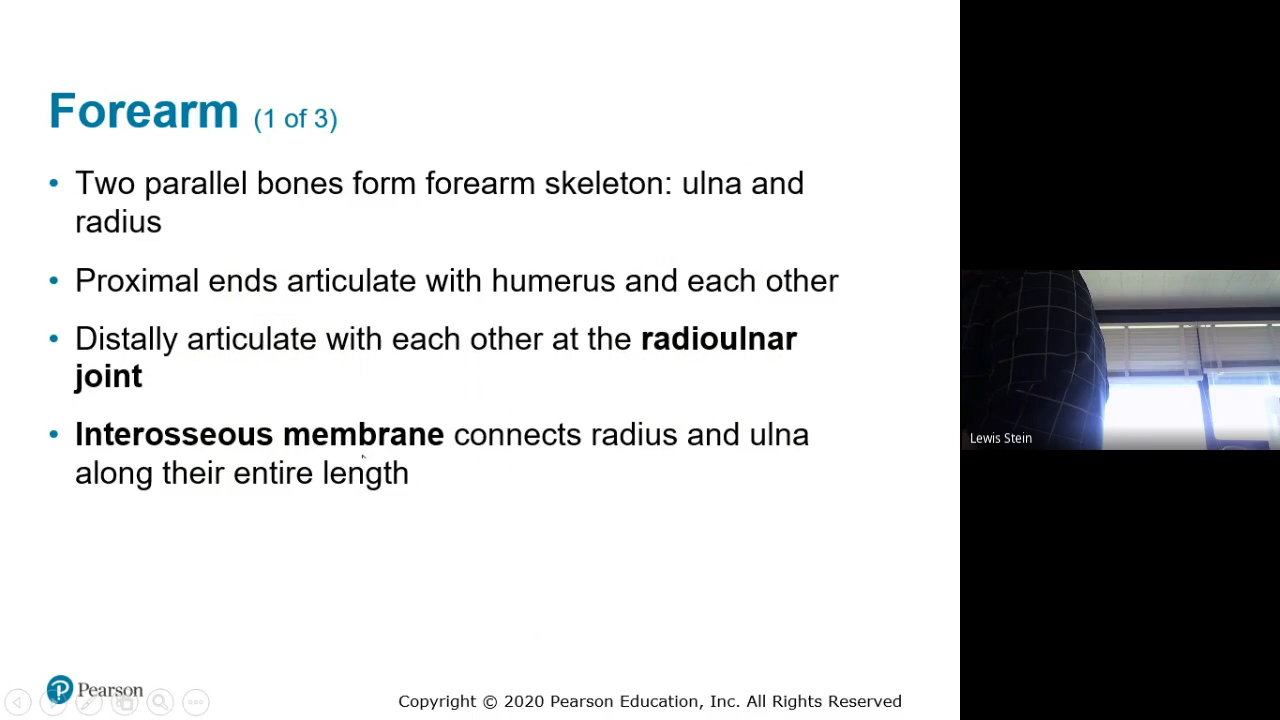 Forearm (1 of 3)
• Two parallel bones form forearm skeleton: ulna and
radius
• Proximal ends articulate with humerus and each other
• Distally articulate with each other at the radioulnar
joint
• Interosseous membrane connects radius and ulna
along their entire length
Lewis Stein
Pearson
Copyright © 2020 Pearson Education, Inc. All Rights Reserved